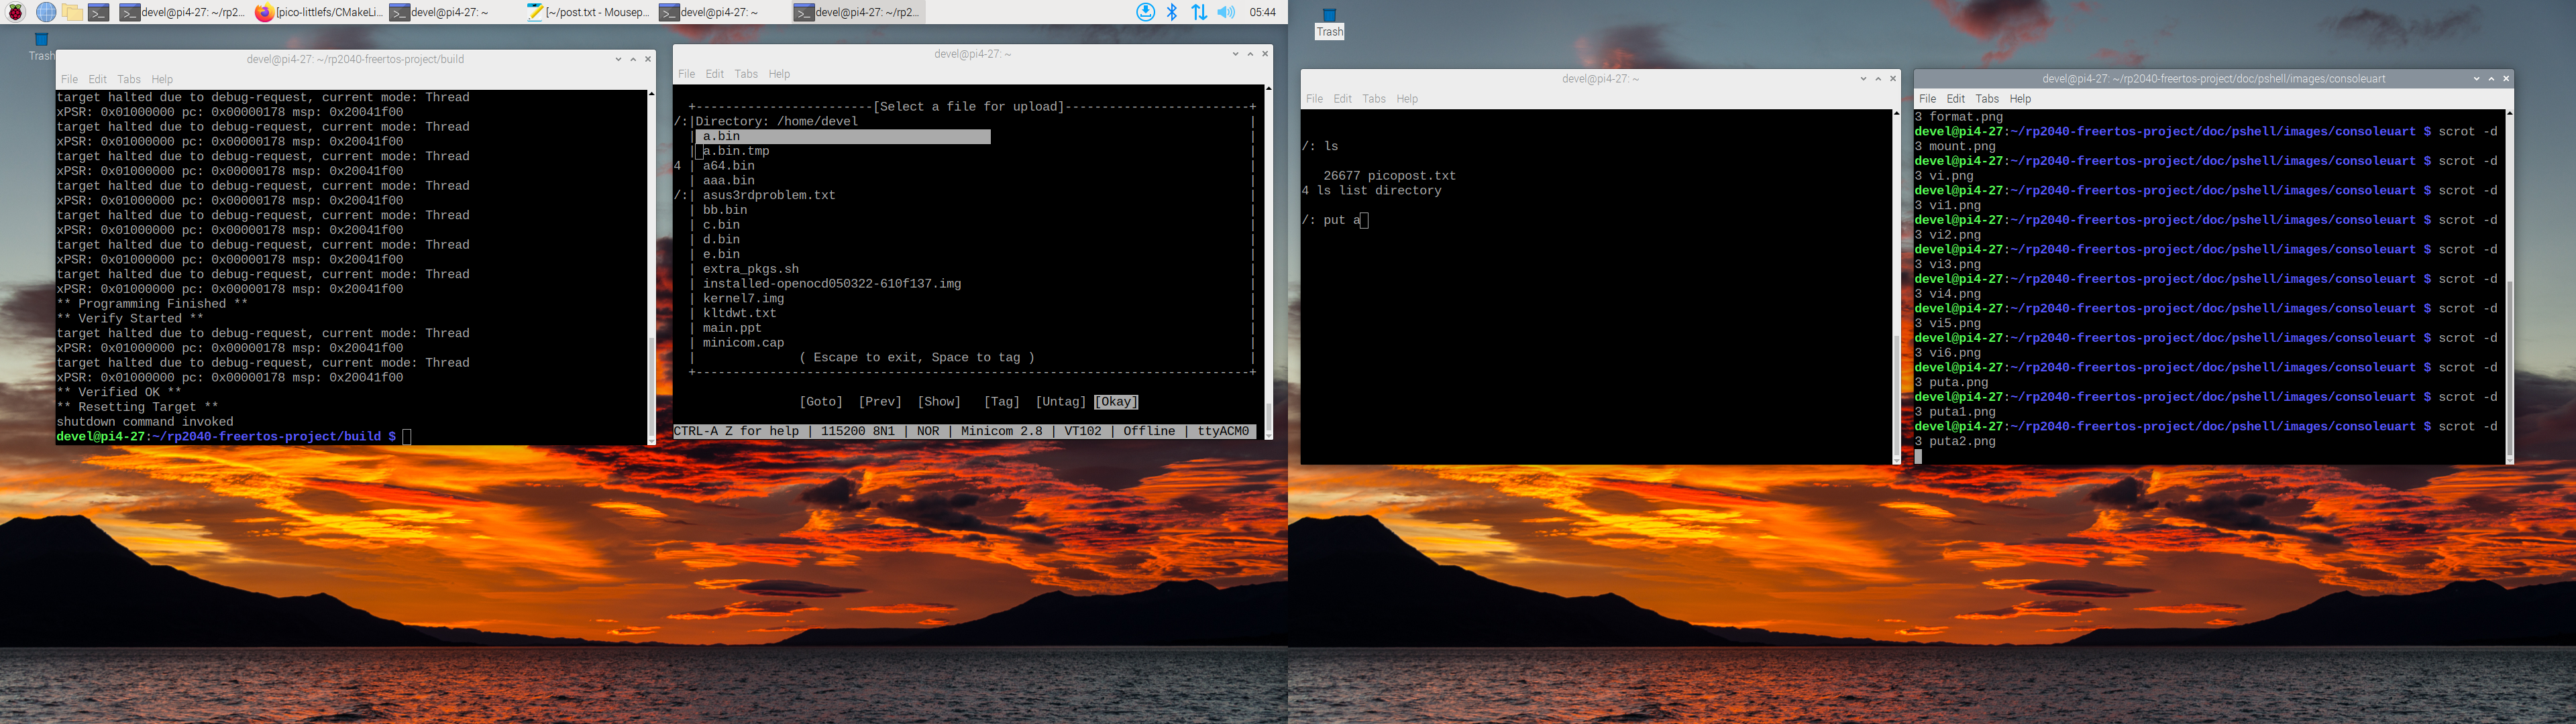 devel@pi4-27: ~/rp2...
[pico-littlefs/CMakeLi...
devel@pi4-27: ~
[~/post.txt - Mousep...
devel@pi4-27: ~
devel@pi4-27: ~/rp2...
05:44
Trash
devel@pi4-27: ~/rp2040-freertos-project/build
File Edit Tabs Help
target halted due to debug-request, current mode: Thread
xPSR: 0x01000000 pc: 0x00000178 msp: 0x20041f00
target halted due to debug-request, current mode: Thread
xPSR: 0x01000000 pc: 0x00000178 msp: 0x20041f00
target halted due to debug-request, current mode: Thread
xPSR: 0x01000000 pc: 0x00000178 msp: 0x20041f00
target halted due to debug-request, current mode: Thread
xPSR: 0x01000000 pc: 0x00000178 msp: 0x20041f00
target halted due to debug-request, current mode: Thread
xPSR: 0x01000000 pc: 0x00000178 msp: 0x20041f00
target halted due to debug-request, current mode: Thread
xPSR: 0x01000000 pc: 0x00000178 msp: 0x20041f00
target halted due to debug-request, current mode: Thread
xPSR: 0x01000000 pc: 0x00000178 msp: 0x20041f00
** Programming Finished **
** Verify Started **
target halted due to debug-request, current mode: Thread
xPSR: 0x01000000 pc: 0x00000178 msp: 0x20041f00
target halted due to debug-request, current mode: Thread
xPSR: 0x01000000 pc: 0x00000178 msp: 0x20041f00
** Verified OK **
** Resetting Target **
shutdown command invoked
devel@pi4-27:~/rp2040-freertos-project/build $
devel@pi4-27: ~
File Edit Tabs Help
+------------------------[Select a file for upload]-------------------------+
/:|Directory: /home/devel |
| a.bin |
| a.bin.tmp |
4 | a64.bin |
| aaa.bin |
/:| asus3rdproblem.txt |
| bb.bin |
| c.bin |
| d.bin |
| e.bin |
| extra_pkgs.sh |
| installed-openocd050322-610f137.img |
| kernel7.img |
| kltdwt.txt |
| main.ppt |
| minicom.cap |
| ( Escape to exit, Space to tag ) |
+---------------------------------------------------------------------------+
[Goto] [Prev] [Show] [Tag] [Untag] [Okay]
CTRL-A Z for help | 115200 8N1 | NOR | Minicom 2.8 | VT102 | Offline | ttyACM0
Trash
devel@pi4-27: ~
File Edit Tabs Help
/: ls
26677 picopost.txt
4 ls list directory
/: put a
devel@pi4-27: ~/rp2040-freertos-project/doc/pshell/images/consoleuart
File Edit Tabs Help
3 format.png
devel@pi4-27:~/rp2040-freertos-project/doc/pshell/images/consoleuart $ scrot -d
3 mount.png
devel@pi4-27:~/rp2040-freertos-project/doc/pshell/images/consoleuart $ scrot -d
3 vi.png
devel@pi4-27:~/rp2040-freertos-project/doc/pshell/images/consoleuart $ scrot -d
3 vi1.png
devel@pi4-27:~/rp2040-freertos-project/doc/pshell/images/consoleuart $ scrot -d
3 vi2.png
devel@pi4-27:~/rp2040-freertos-project/doc/pshell/images/consoleuart $ scrot -d
3 vi3.png
devel@pi4-27:~/rp2040-freertos-project/doc/pshell/images/consoleuart $ scrot -d
3 vi4.png
devel@pi4-27:~/rp2040-freertos-project/doc/pshell/images/consoleuart $ scrot -d
3 vi5.png
devel@pi4-27:~/rp2040-freertos-project/doc/pshell/images/consoleuart $ scrot -d
3 vi6.png
devel@pi4-27:~/rp2040-freertos-project/doc/pshell/images/consoleuart $ scrot -d
3 puta.png
devel@pi4-27:~/rp2040-freertos-project/doc/pshell/images/consoleuart $ scrot -d
3 puta1.png
devel@pi4-27:~/rp2040-freertos-project/doc/pshell/images/consoleuart $ scrot -d
3 puta2.png